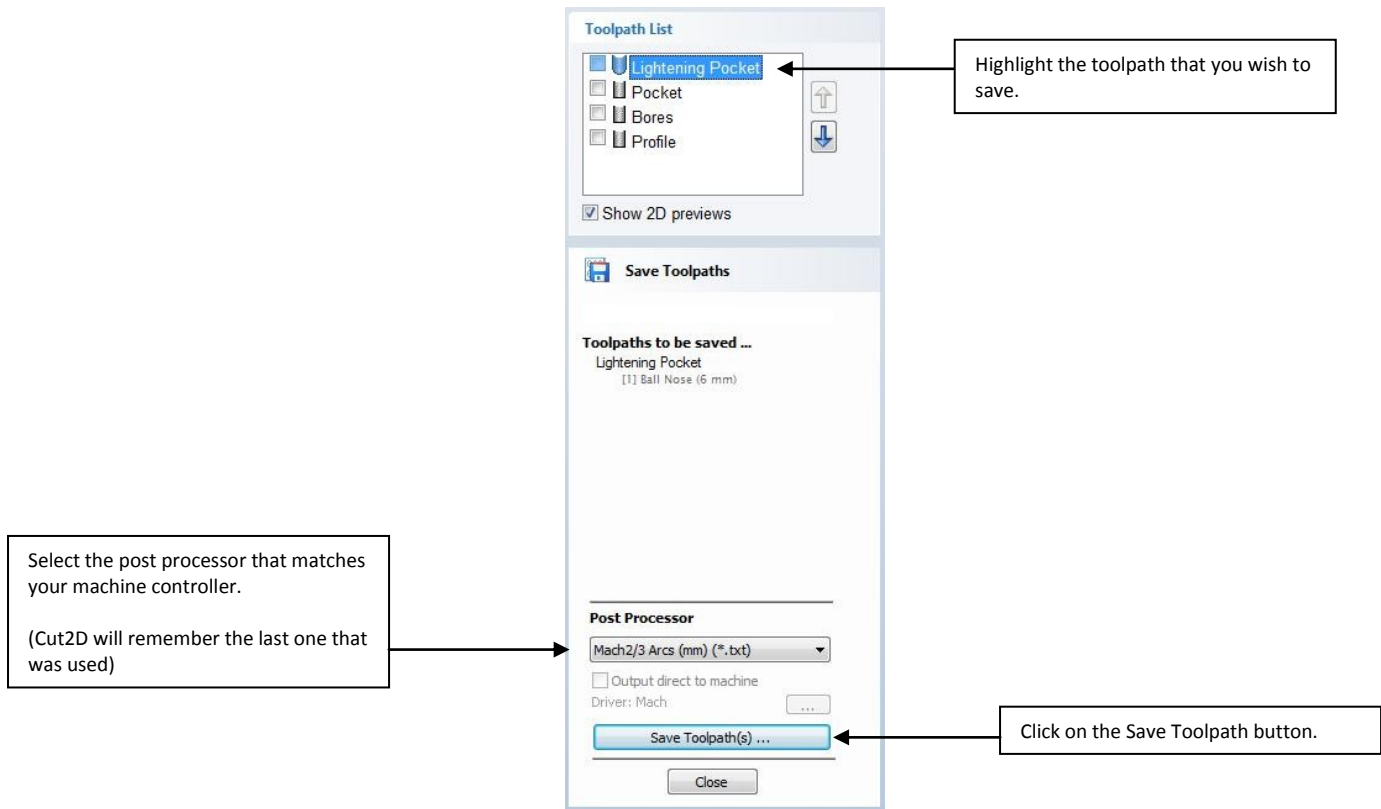 Toolpath List
Lightening Pocket
Pocket
Bores
Profile
Show 2D previews
Highlight the toolpath that you wish to
save.
Save Toolpaths
Toolpaths to be saved ...
Lightening Pocket
[1] Ball Nose (6 mm)
Select the post processor that matches
your machine controller.
(Cut2D will remember the last one that
was used)
Post Processor
Mach2/3 Arcs (mm) (*.txt)
Output direct to machine
Driver: Mach
...
Save Toolpath(s) ...
Click on the Save Toolpath button.
Close